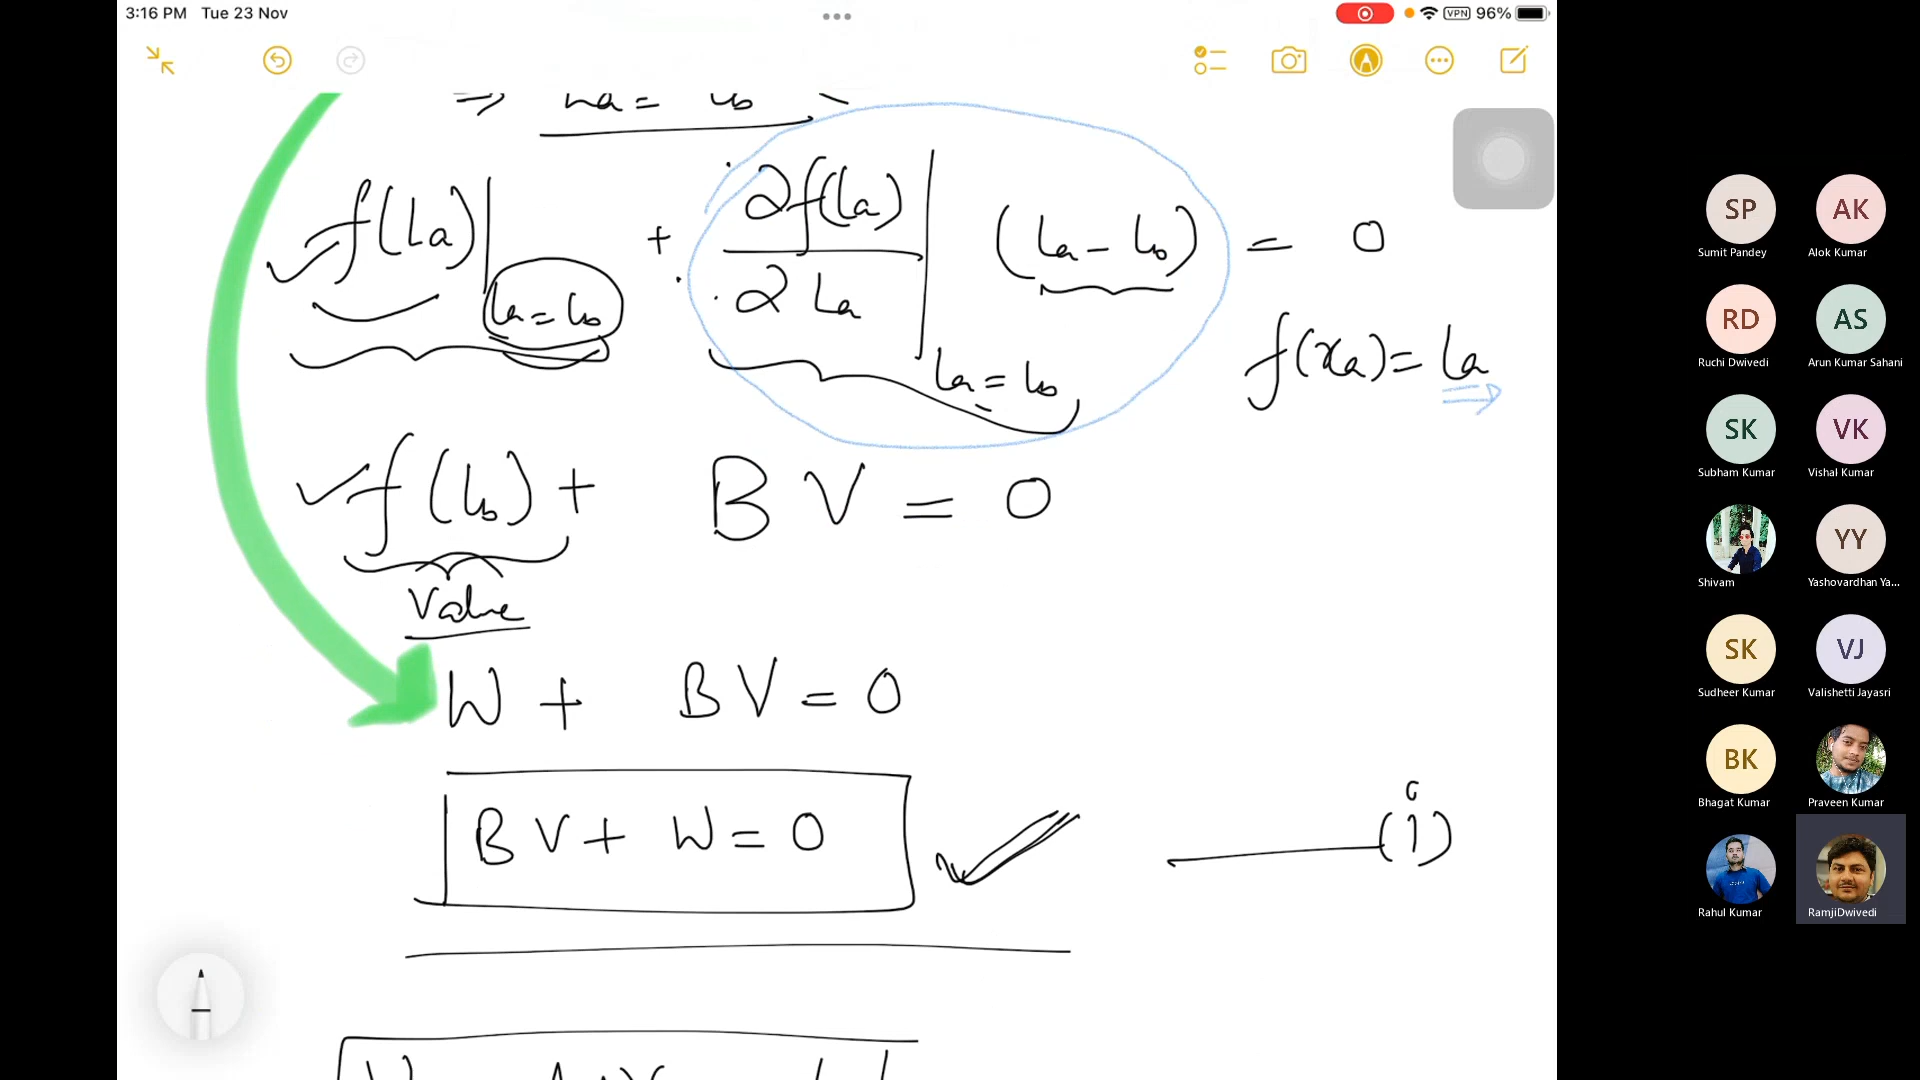 3:16 PM Tue 23 Nov
VPN 96%
⇒ La = Lb
f(La)| La = Lb + ∂f(La) / ∂La | La = Lb (La - Lb) = 0
f(xa) = La
f(Lb) + B V = 0
Value
W + B V = 0
B V + W = 0 (i)
SP AK
Sumit Pandey Alok Kumar
RD AS
Ruchi Dwivedi Arun Kumar Sahani
SK VK
Subham Kumar Vishal Kumar
YY
Shivam Yashovardhan Ya...
SK VJ
Sudheer Kumar Valishetti Jayasri
BK
Bhagat Kumar Praveen Kumar
Rahul Kumar RamjiDwivedi